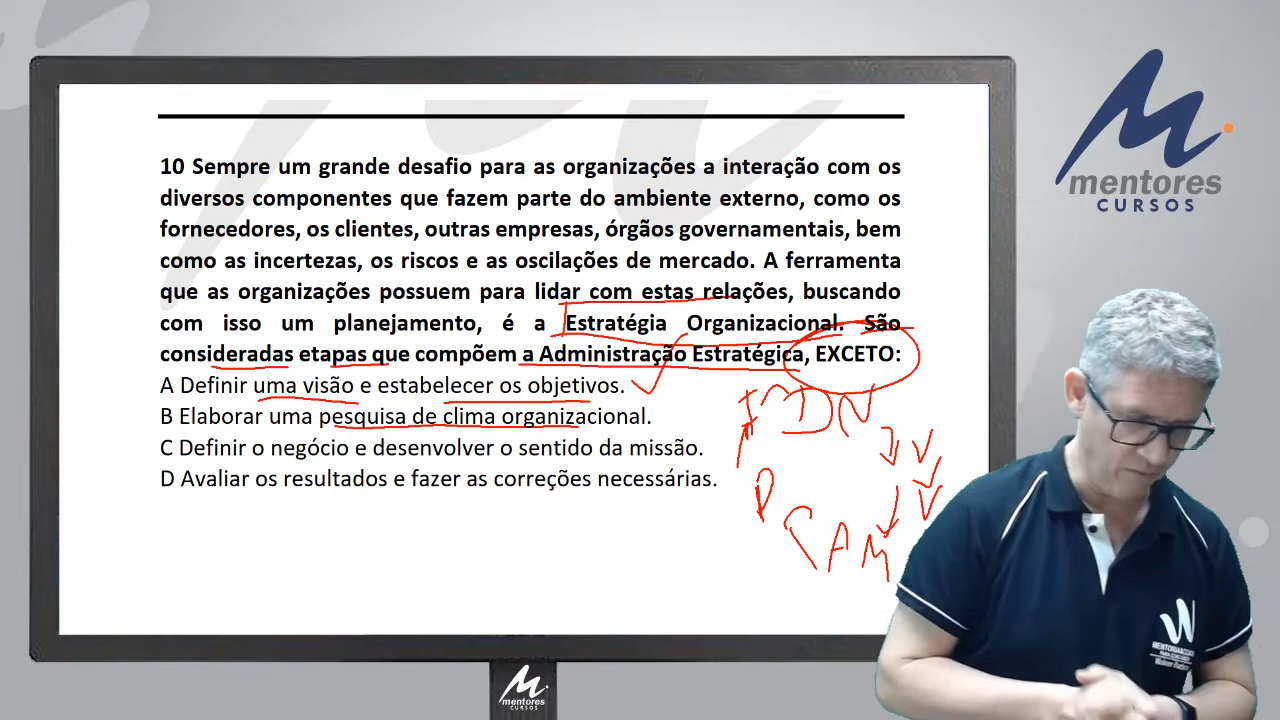 10 Sempre um grande desafio para as organizações a interação com os
diversos componentes que fazem parte do ambiente externo, como os
fornecedores, os clientes, outras empresas, órgãos governamentais, bem
como as incertezas, os riscos e as oscilações de mercado. A ferramenta
que as organizações possuem para lidar com estas relações, buscando
com isso um planejamento, é a Estratégia Organizacional. São
consideradas etapas que compõem a Administração Estratégica, EXCETO:
A Definir uma visão e estabelecer os objetivos.
B Elaborar uma pesquisa de clima organizacional.
C Definir o negócio e desenvolver o sentido da missão.
D Avaliar os resultados e fazer as correções necessárias.
mentores
CURSOS
mentores
CURSOS